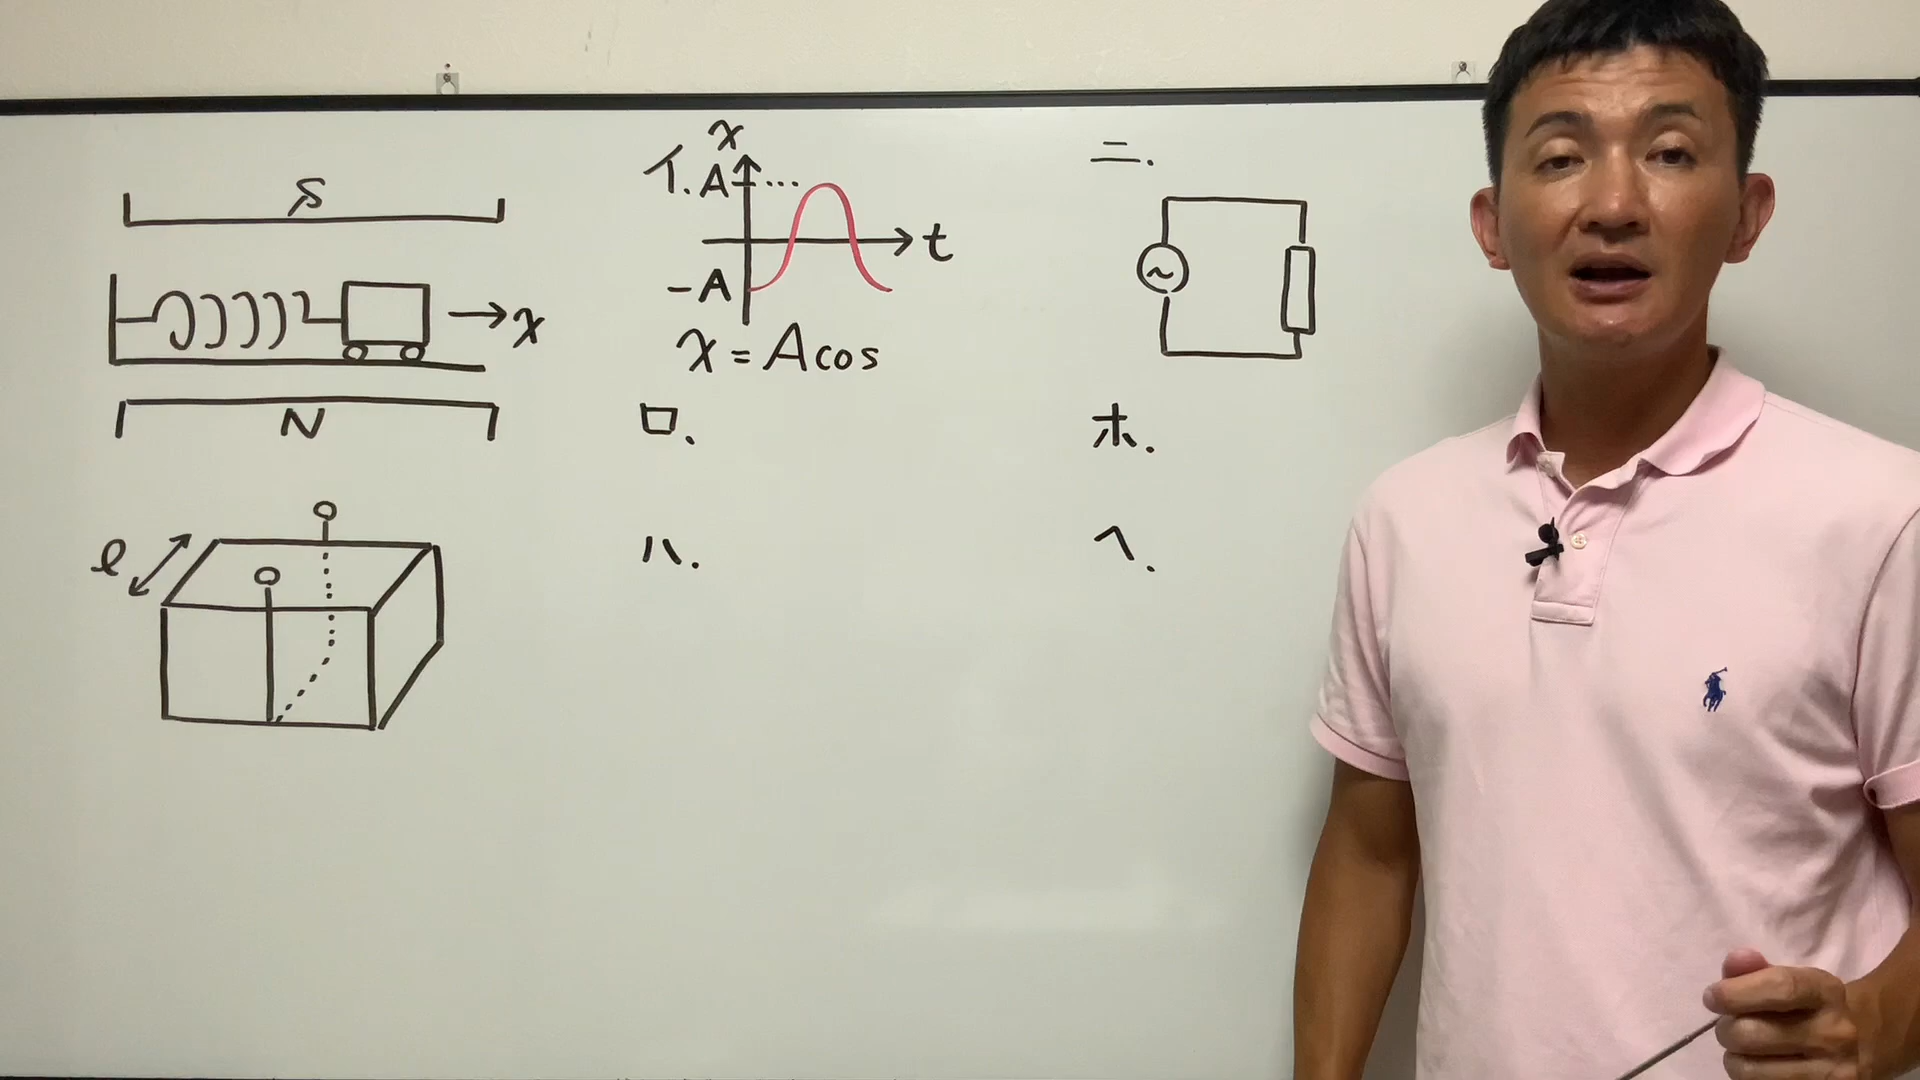 S
x
N
l
イ.
x
A
...
t
-A
x = Acos
ロ.
ハ.
ニ.
~
ホ.
ヘ.